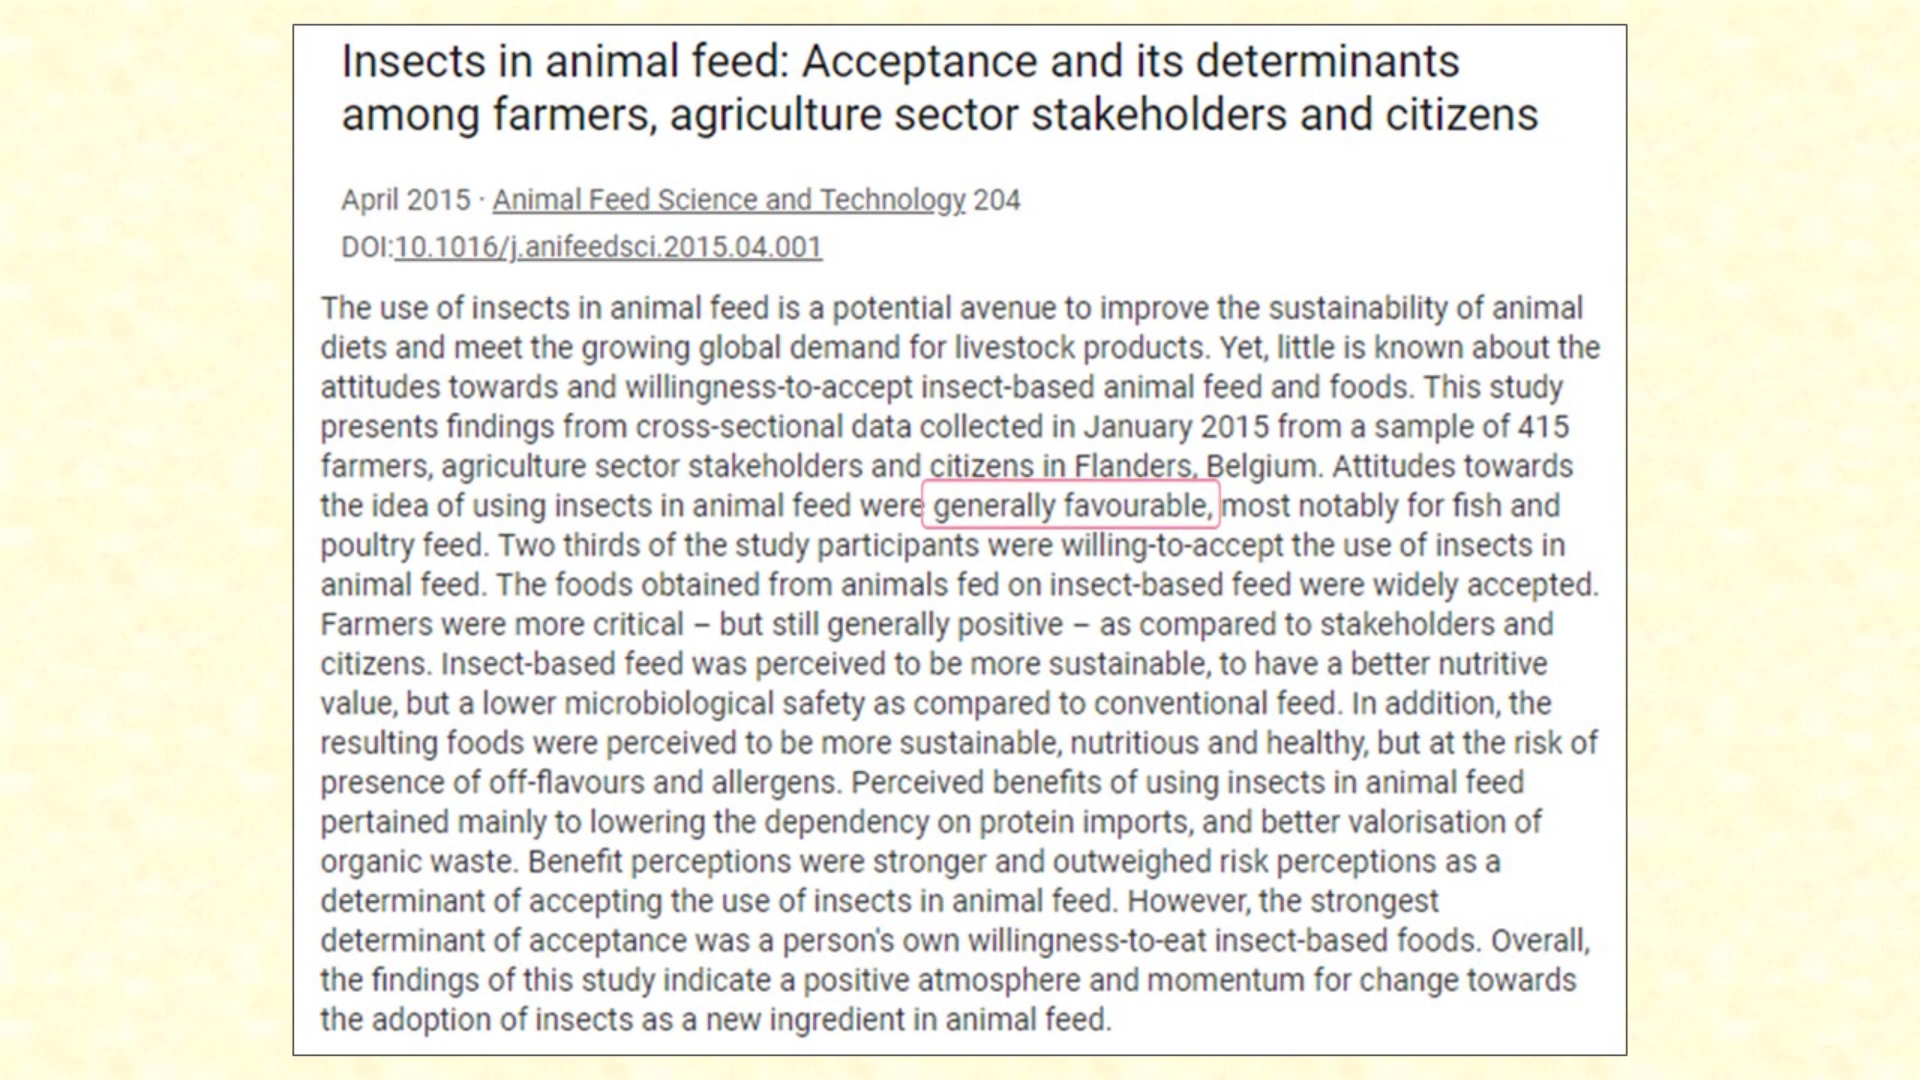 Insects in animal feed: Acceptance and its determinants
among farmers, agriculture sector stakeholders and citizens
April 2015 · Animal Feed Science and Technology 204
DOI:10.1016/j.anifeedsci.2015.04.001
The use of insects in animal feed is a potential avenue to improve the sustainability of animal
diets and meet the growing global demand for livestock products. Yet, little is known about the
attitudes towards and willingness-to-accept insect-based animal feed and foods. This study
presents findings from cross-sectional data collected in January 2015 from a sample of 415
farmers, agriculture sector stakeholders and citizens in Flanders, Belgium. Attitudes towards
the idea of using insects in animal feed were generally favourable, most notably for fish and
poultry feed. Two thirds of the study participants were willing-to-accept the use of insects in
animal feed. The foods obtained from animals fed on insect-based feed were widely accepted.
Farmers were more critical – but still generally positive – as compared to stakeholders and
citizens. Insect-based feed was perceived to be more sustainable, to have a better nutritive
value, but a lower microbiological safety as compared to conventional feed. In addition, the
resulting foods were perceived to be more sustainable, nutritious and healthy, but at the risk of
presence of off-flavours and allergens. Perceived benefits of using insects in animal feed
pertained mainly to lowering the dependency on protein imports, and better valorisation of
organic waste. Benefit perceptions were stronger and outweighed risk perceptions as a
determinant of accepting the use of insects in animal feed. However, the strongest
determinant of acceptance was a person's own willingness-to-eat insect-based foods. Overall,
the findings of this study indicate a positive atmosphere and momentum for change towards
the adoption of insects as a new ingredient in animal feed.